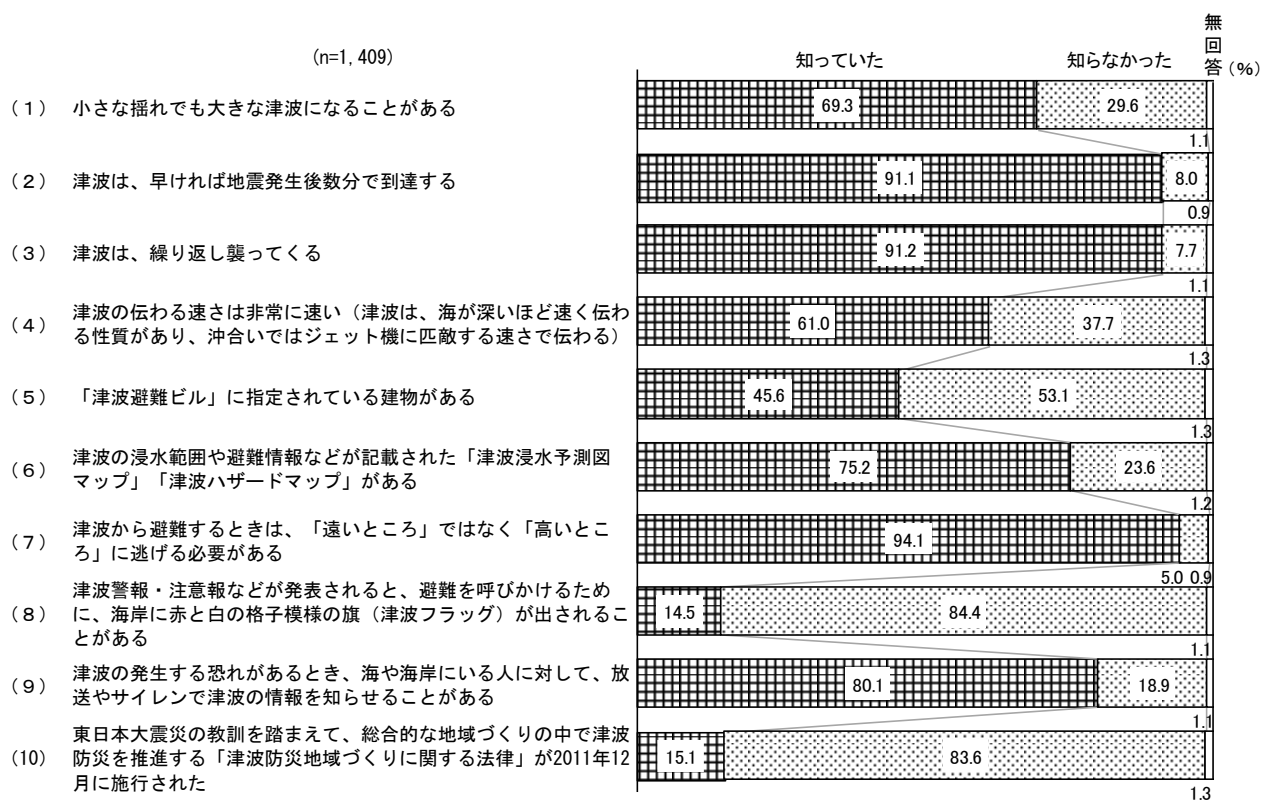 (n=1,409)
知っていた
知らなかった
無回答
(%)
(1) 小さな揺れでも大きな津波になることがある
69.3 29.6
1.1
(2) 津波は、早ければ地震発生後数分で到達する
91.1 8.0
0.9
(3) 津波は、繰り返し襲ってくる
91.2 7.7
1.1
(4) 津波の伝わる速さは非常に速い（津波は、海が深いほど速く伝わ
る性質があり、沖合いではジェット機に匹敵する速さで伝わる）
61.0 37.7
1.3
(5) 「津波避難ビル」に指定されている建物がある
45.6 53.1
1.3
(6) 津波の浸水範囲や避難情報などが記載された「津波浸水予測図
マップ」「津波ハザードマップ」がある
75.2 23.6
1.2
(7) 津波から避難するときは、「遠いところ」ではなく「高いとこ
ろ」に逃げる必要がある
94.1
5.0 0.9
(8) 津波警報・注意報などが発表されると、避難を呼びかけるため
に、海岸に赤と白の格子模様の旗（津波フラッグ）が出されるこ
とがある
14.5 84.4
1.1
(9) 津波の発生する恐れがあるとき、海や海岸にいる人に対して、放
送やサイレンで津波の情報を知らせることがある
80.1 18.9
1.1
(10) 東日本大震災の教訓を踏まえて、総合的な地域づくりの中で津波
防災を推進する「津波防災地域づくりに関する法律」が2011年12
月に施行された
15.1 83.6
1.3